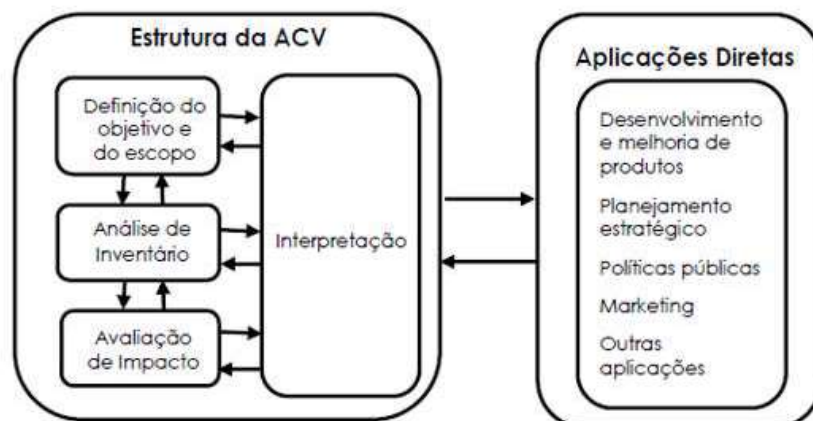 Estrutura da ACV
Definição do
objetivo e
do escopo
Análise de
Inventário
Avaliação
de Impacto
Interpretação
Aplicações Diretas
Desenvolvimento
e melhoria de
produtos
Planejamento
estratégico
Políticas públicas
Marketing
Outras
aplicações